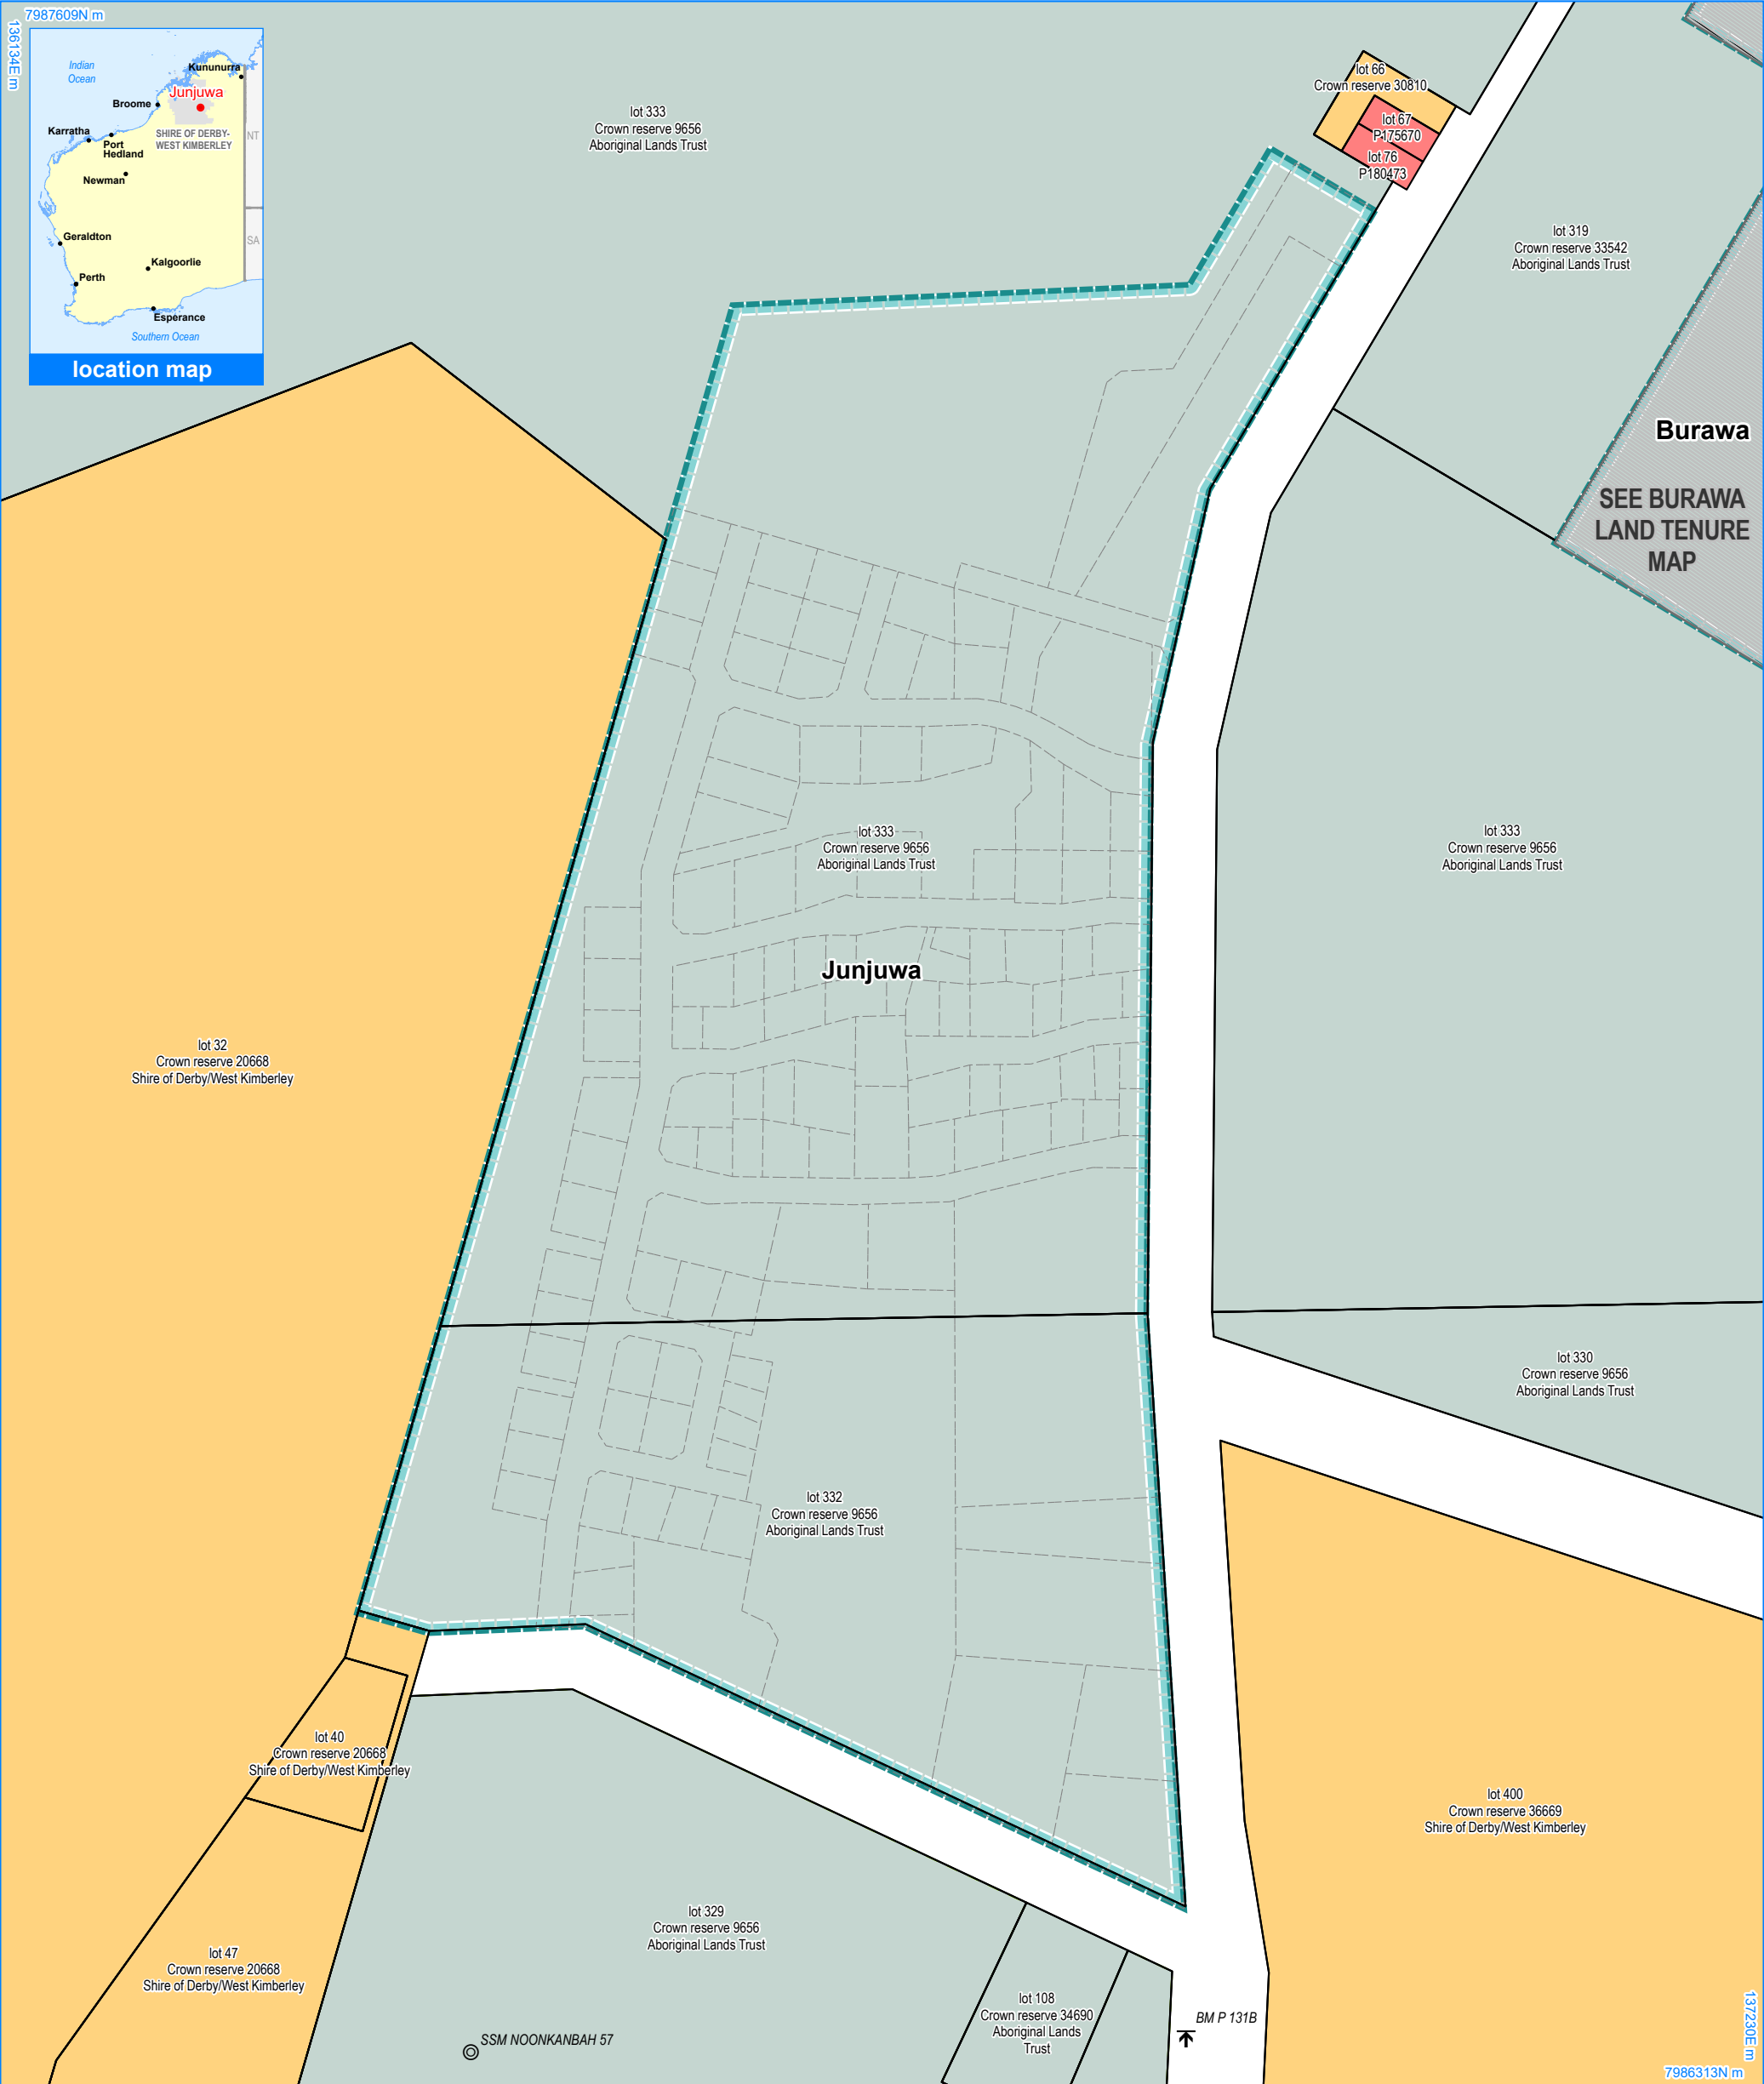 7987609N m
136134E m
Indian
Ocean
Kununurra
Junjuwa
Broome
SHIRE OF DERBY-
WEST KIMBERLEY
NT
Karratha
Port
Hedland
Newman
SA
Geraldton
Kalgoorlie
Perth
Esperance
Southern Ocean
location map
lot 333
Crown reserve 9656
Aboriginal Lands Trust
lot 66
Crown reserve 30810
lot 67
P175670
lot 76
P180473
lot 319
Crown reserve 33542
Aboriginal Lands Trust
Burawa
SEE BURAWA
LAND TENURE
MAP
lot 333
Crown reserve 9656
Aboriginal Lands Trust
lot 333
Crown reserve 9656
Aboriginal Lands Trust
Junjuwa
lot 32
Crown reserve 20668
Shire of Derby/West Kimberley
lot 330
Crown reserve 9656
Aboriginal Lands Trust
lot 332
Crown reserve 9656
Aboriginal Lands Trust
lot 40
Crown reserve 20668
Shire of Derby/West Kimberley
lot 400
Crown reserve 36669
Shire of Derby/West Kimberley
lot 329
Crown reserve 9656
Aboriginal Lands Trust
lot 47
Crown reserve 20668
Shire of Derby/West Kimberley
lot 108
Crown reserve 34690
Aboriginal Lands
Trust
BM P 131B
SSM NOONKANBAH 57
137230E m
7986313N m